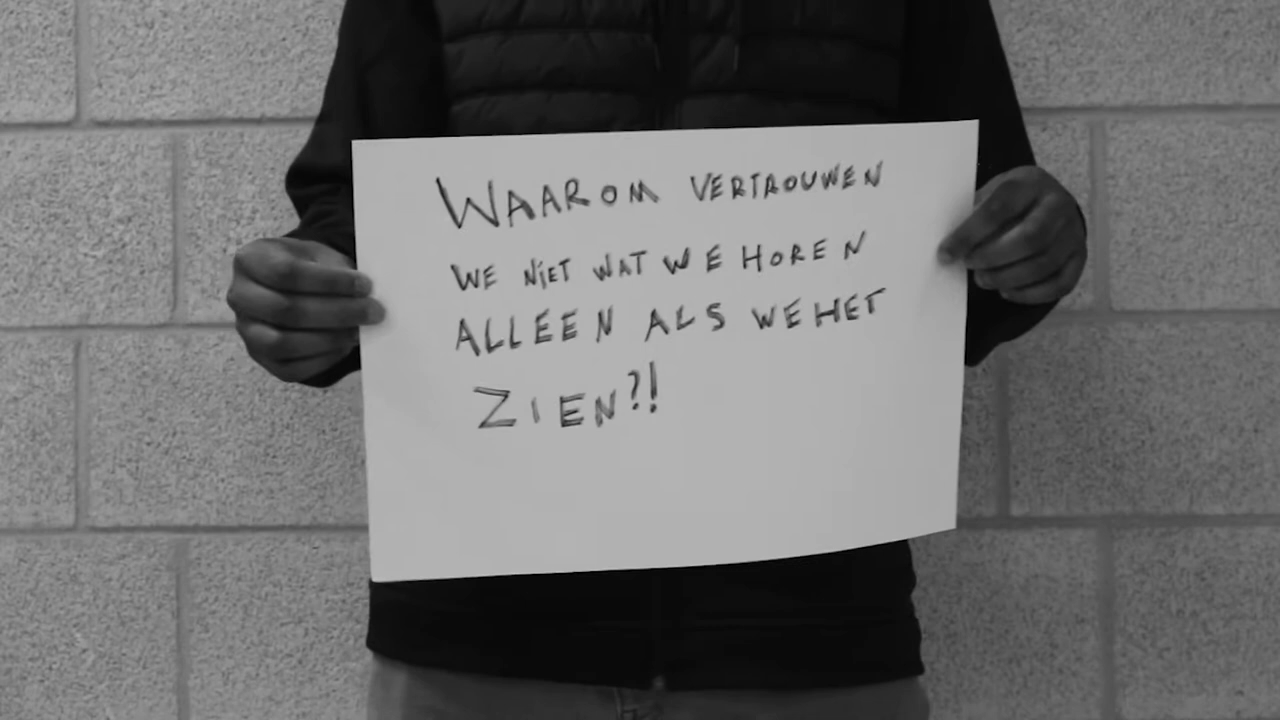 WAAROM VERTROUWEN
WE NIET WAT WE HOREN
ALLEEN ALS WE HET
ZIEN?!